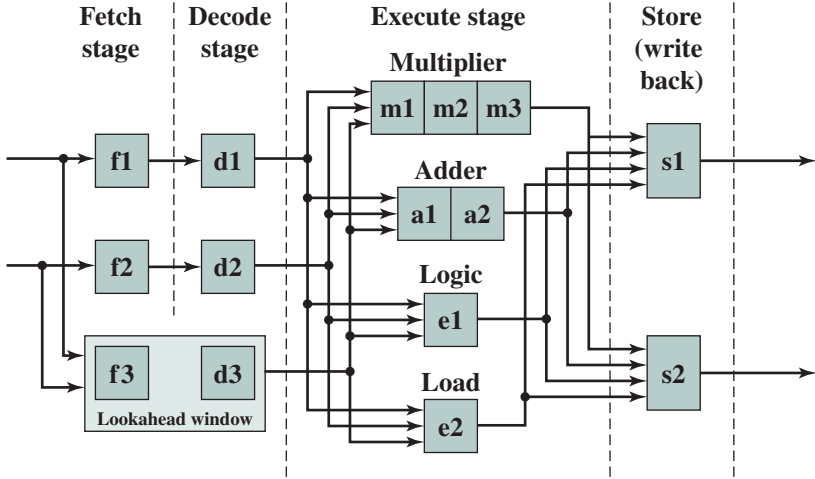 Fetch
stage
Decode
stage
Execute stage
Store
(write
back)
Multiplier
m1 m2 m3
f1
d1
s1
Adder
a1 a2
f2
d2
Logic
e1
f3
d3
Lookahead window
Load
e2
s2